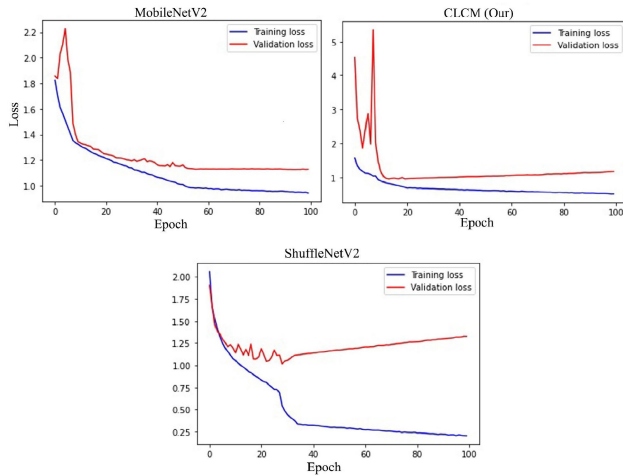 MobileNetV2
Training loss
Validation loss
Loss
2.2
2.0
1.8
1.6
1.4
1.2
1.0
0 20 40 60 80 100
Epoch
CLCM (Our)
Training loss
Validation loss
5
4
3
2
1
0 20 40 60 80 100
Epoch
ShuffleNetV2
Training loss
Validation loss
2.00
1.75
1.50
1.25
1.00
0.75
0.50
0.25
0 20 40 60 80 100
Epoch